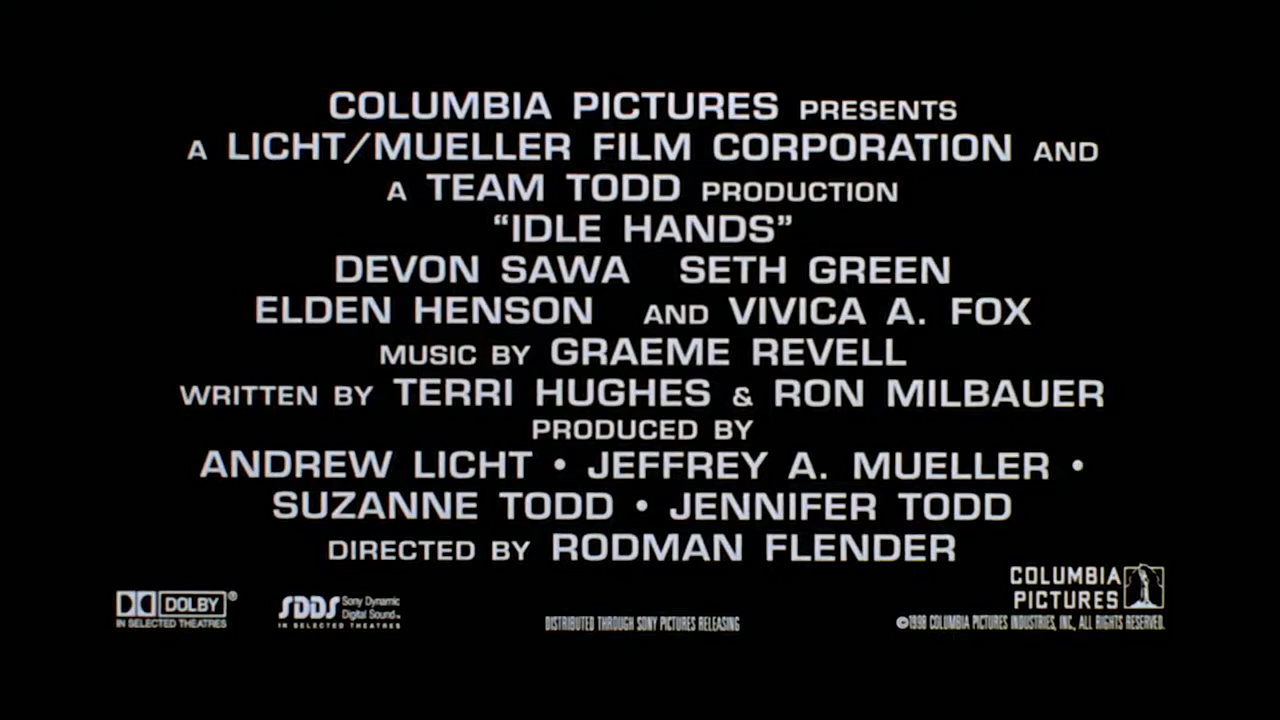 COLUMBIA PICTURES PRESENTS
A LICHT/MUELLER FILM CORPORATION AND
A TEAM TODD PRODUCTION
“IDLE HANDS”
DEVON SAWA SETH GREEN
ELDEN HENSON AND VIVICA A. FOX
MUSIC BY GRAEME REVELL
WRITTEN BY TERRI HUGHES & RON MILBAUER
PRODUCED BY
ANDREW LICHT • JEFFREY A. MUELLER •
SUZANNE TODD • JENNIFER TODD
DIRECTED BY RODMAN FLENDER
COLUMBIA
PICTURES
DOLBY®
IN SELECTED THEATRES
SDDS Sony Dynamic
Digital Sound™
IN SELECTED THEATRES
DISTRIBUTED THROUGH SONY PICTURES RELEASING
©1998 COLUMBIA PICTURES INDUSTRIES, INC., ALL RIGHTS RESERVED.